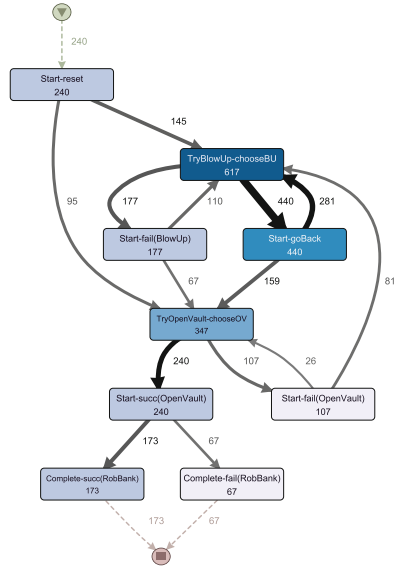 240
Start-reset
240
145
TryBlowUp-chooseBU
617
95
177
110
440
281
Start-fail(BlowUp)
177
Start-goBack
440
67
159
81
TryOpenVault-chooseOV
347
240
107
26
Start-succ(OpenVault)
240
Start-fail(OpenVault)
107
173
67
Complete-succ(RobBank)
173
Complete-fail(RobBank)
67
173
67